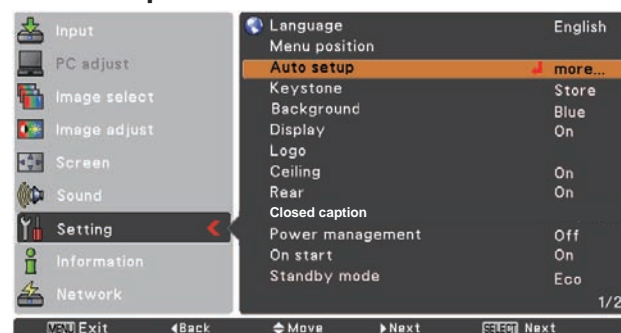 Input
PC adjust
Image select
Image adjust
Screen
Sound
Setting
Information
Network
Language English
Menu position
Auto setup more...
Keystone Store
Background Blue
Display On
Logo
Ceiling On
Rear On
Closed caption
Power management Off
On start On
Standby mode Eco
1/2
MENU Exit Back Move Next SELECT Next